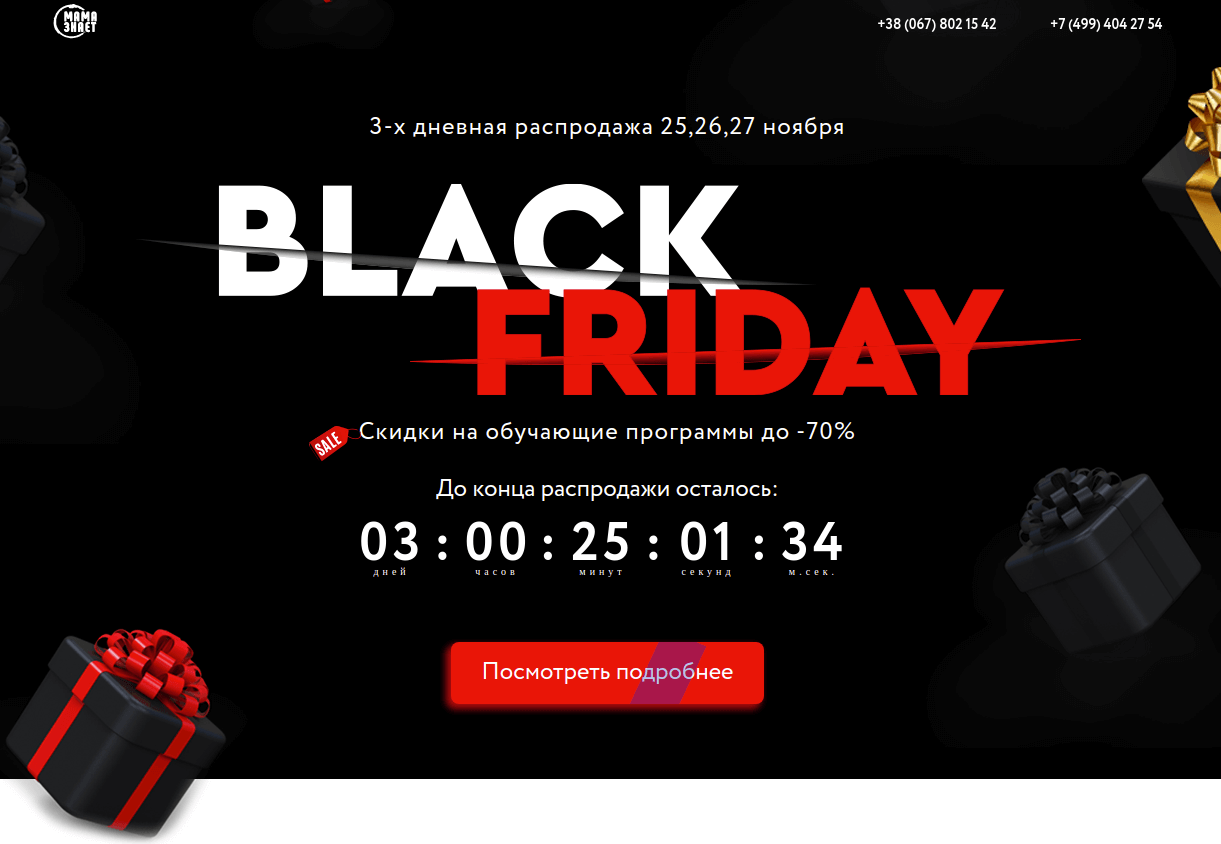 МАМА
ЗНАЕТ
+38 (067) 802 15 42
+7 (499) 404 27 54
3-х дневная распродажа 25,26,27 ноября
BLACK
FRIDAY
SALE
Скидки на обучающие программы до -70%
До конца распродажи осталось:
03 : 00 : 25 : 01 : 34
дней часов минут секунд м.сек.
Посмотреть подробнее